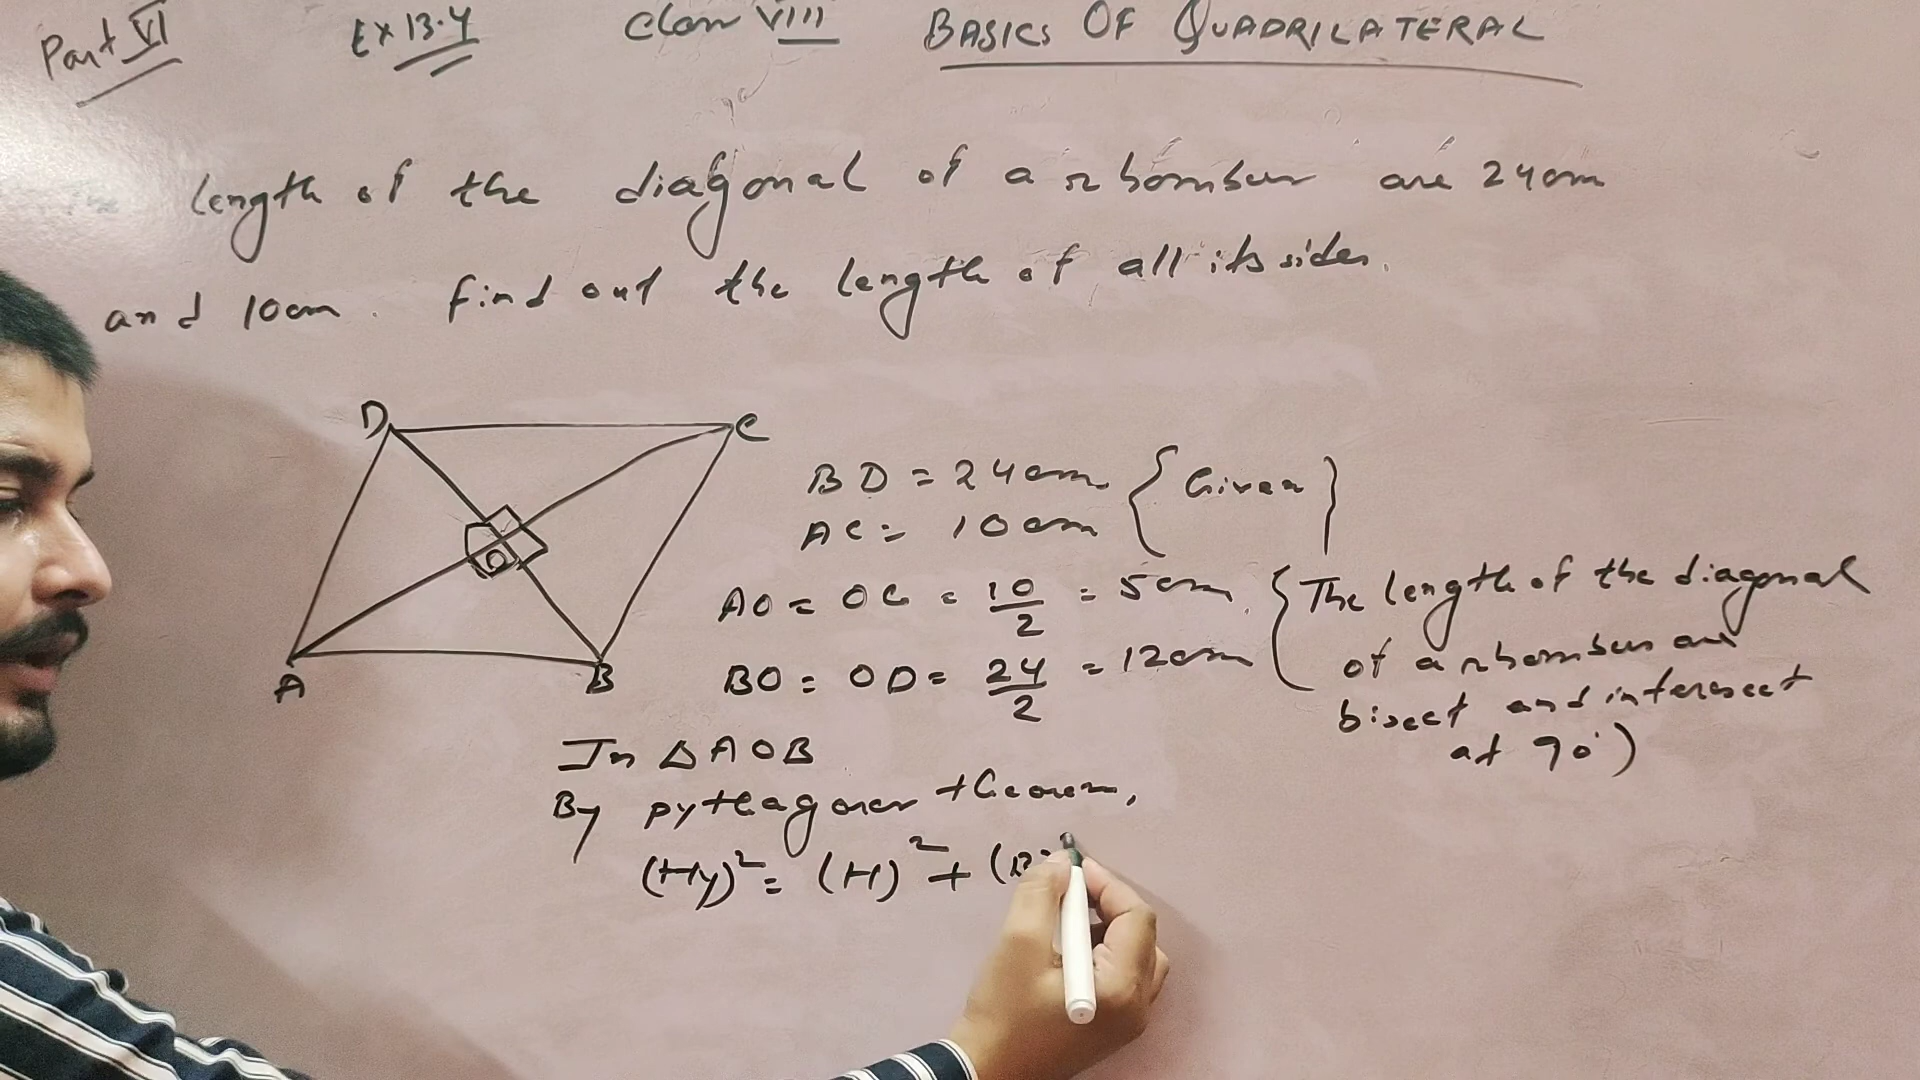 Part VI Ex 13.4 Class VIII BASICS OF QUADRILATERAL
length of the diagonal of a rhombus are 24cm
and 10cm. find out the length of all its sides.
D C
O
A B
BD = 24cm { Given }
AC = 10cm
AO = OC = 10/2 = 5cm. { The length of the diagonal
BO = OD = 24/2 = 12cm of a rhombus are
bisect and intersect
at 90°)
In Δ AOB
By pythagorer theorem,
(Hy)² = (H)² + (B